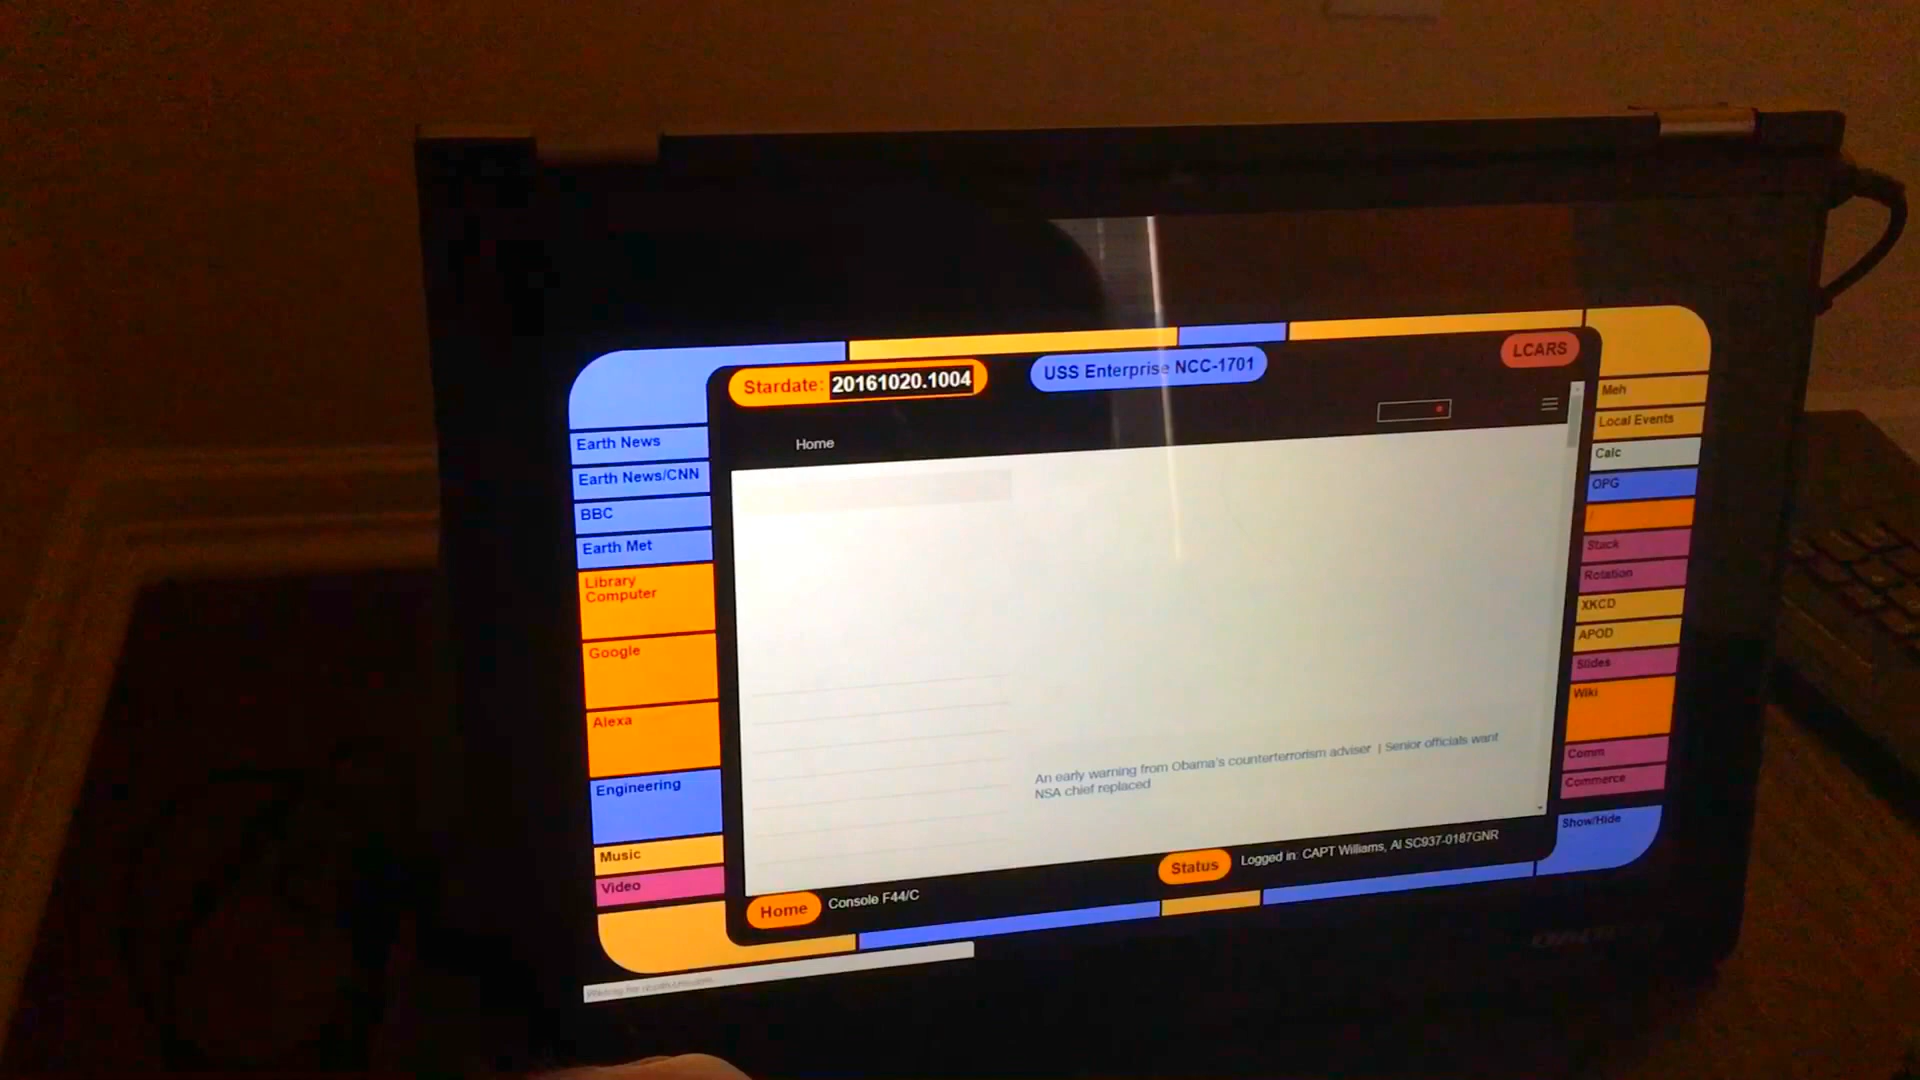 Stardate: 20161020.1004
USS Enterprise NCC-1701
LCARS
Home
Earth News
Earth News/CNN
BBC
Earth Met
Library
Computer
Google
Alexa
Engineering
Music
Video
An early warning from Obama's counterterrorism adviser | Senior officials want
NSA chief replaced
Meh
Local Events
Calc
OPG
Stack
Rotation
XKCD
APOD
Slides
Wiki
Comm
Commerce
Show/Hide
Home
Console F44/C
Status
Logged in: CAPT Williams, Al SC937-0187GNR